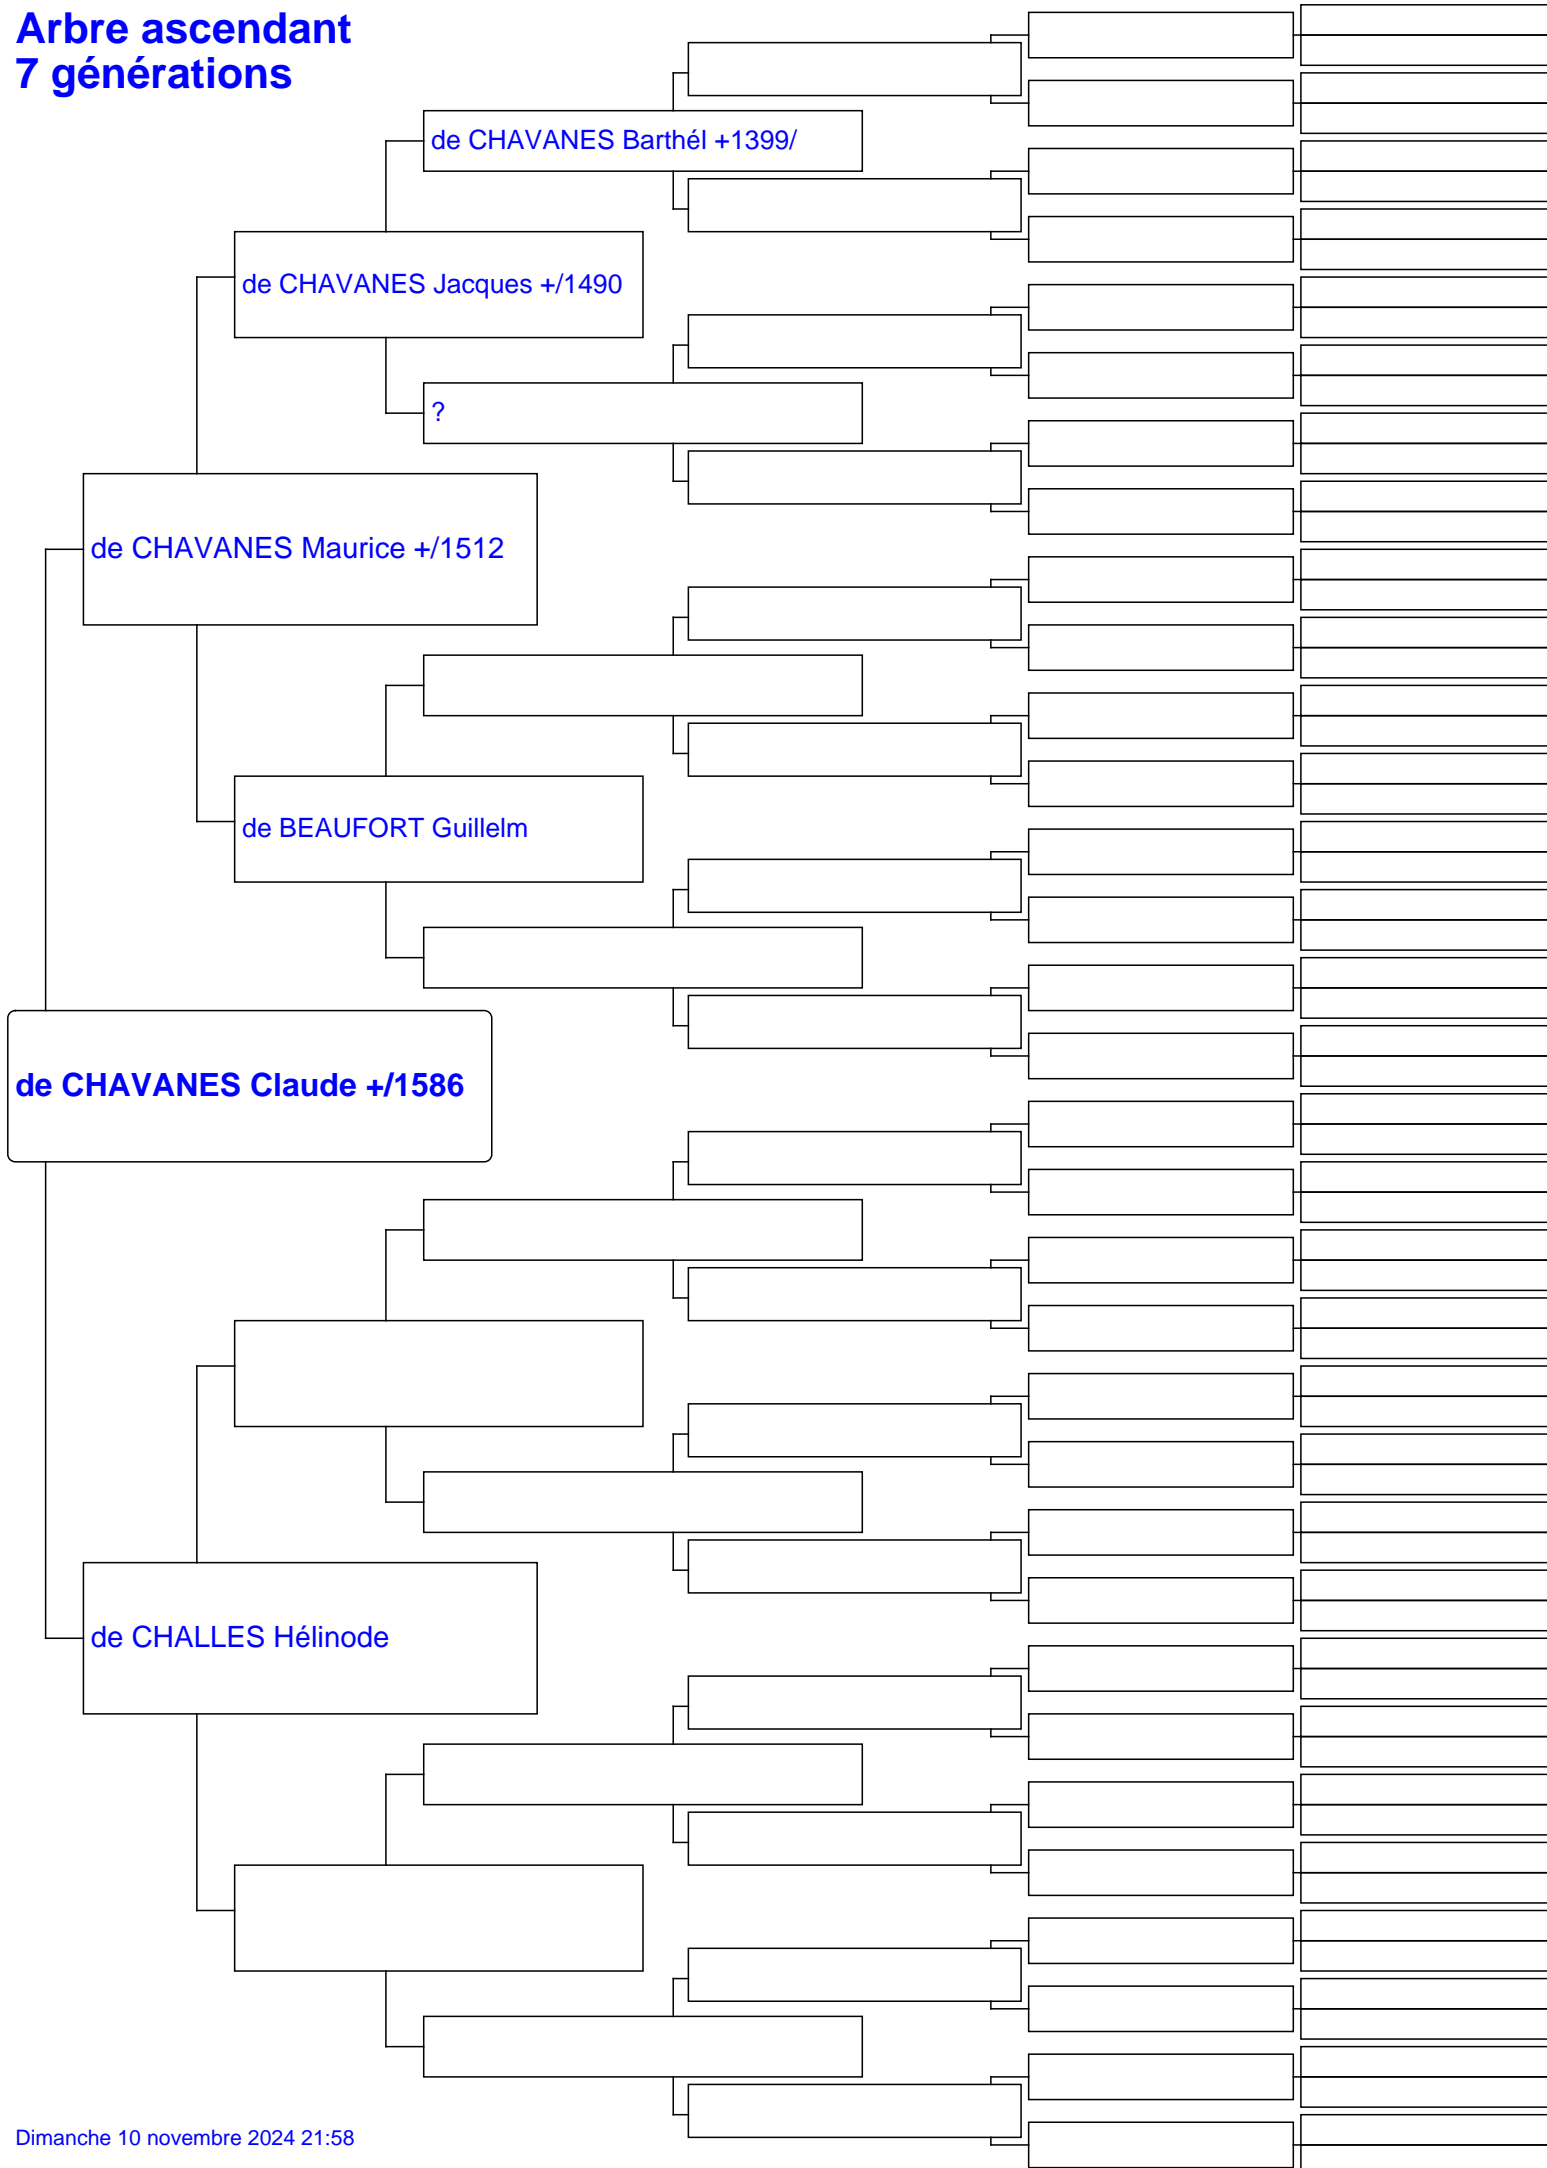 Arbre ascendant
7 générations
de CHAVANES Barthél +1399/
de CHAVANES Jacques +/1490
?
de CHAVANES Maurice +/1512
de BEAUFORT Guillelm
de CHAVANES Claude +/1586
de CHALLES Hélinode
Dimanche 10 novembre 2024 21:58